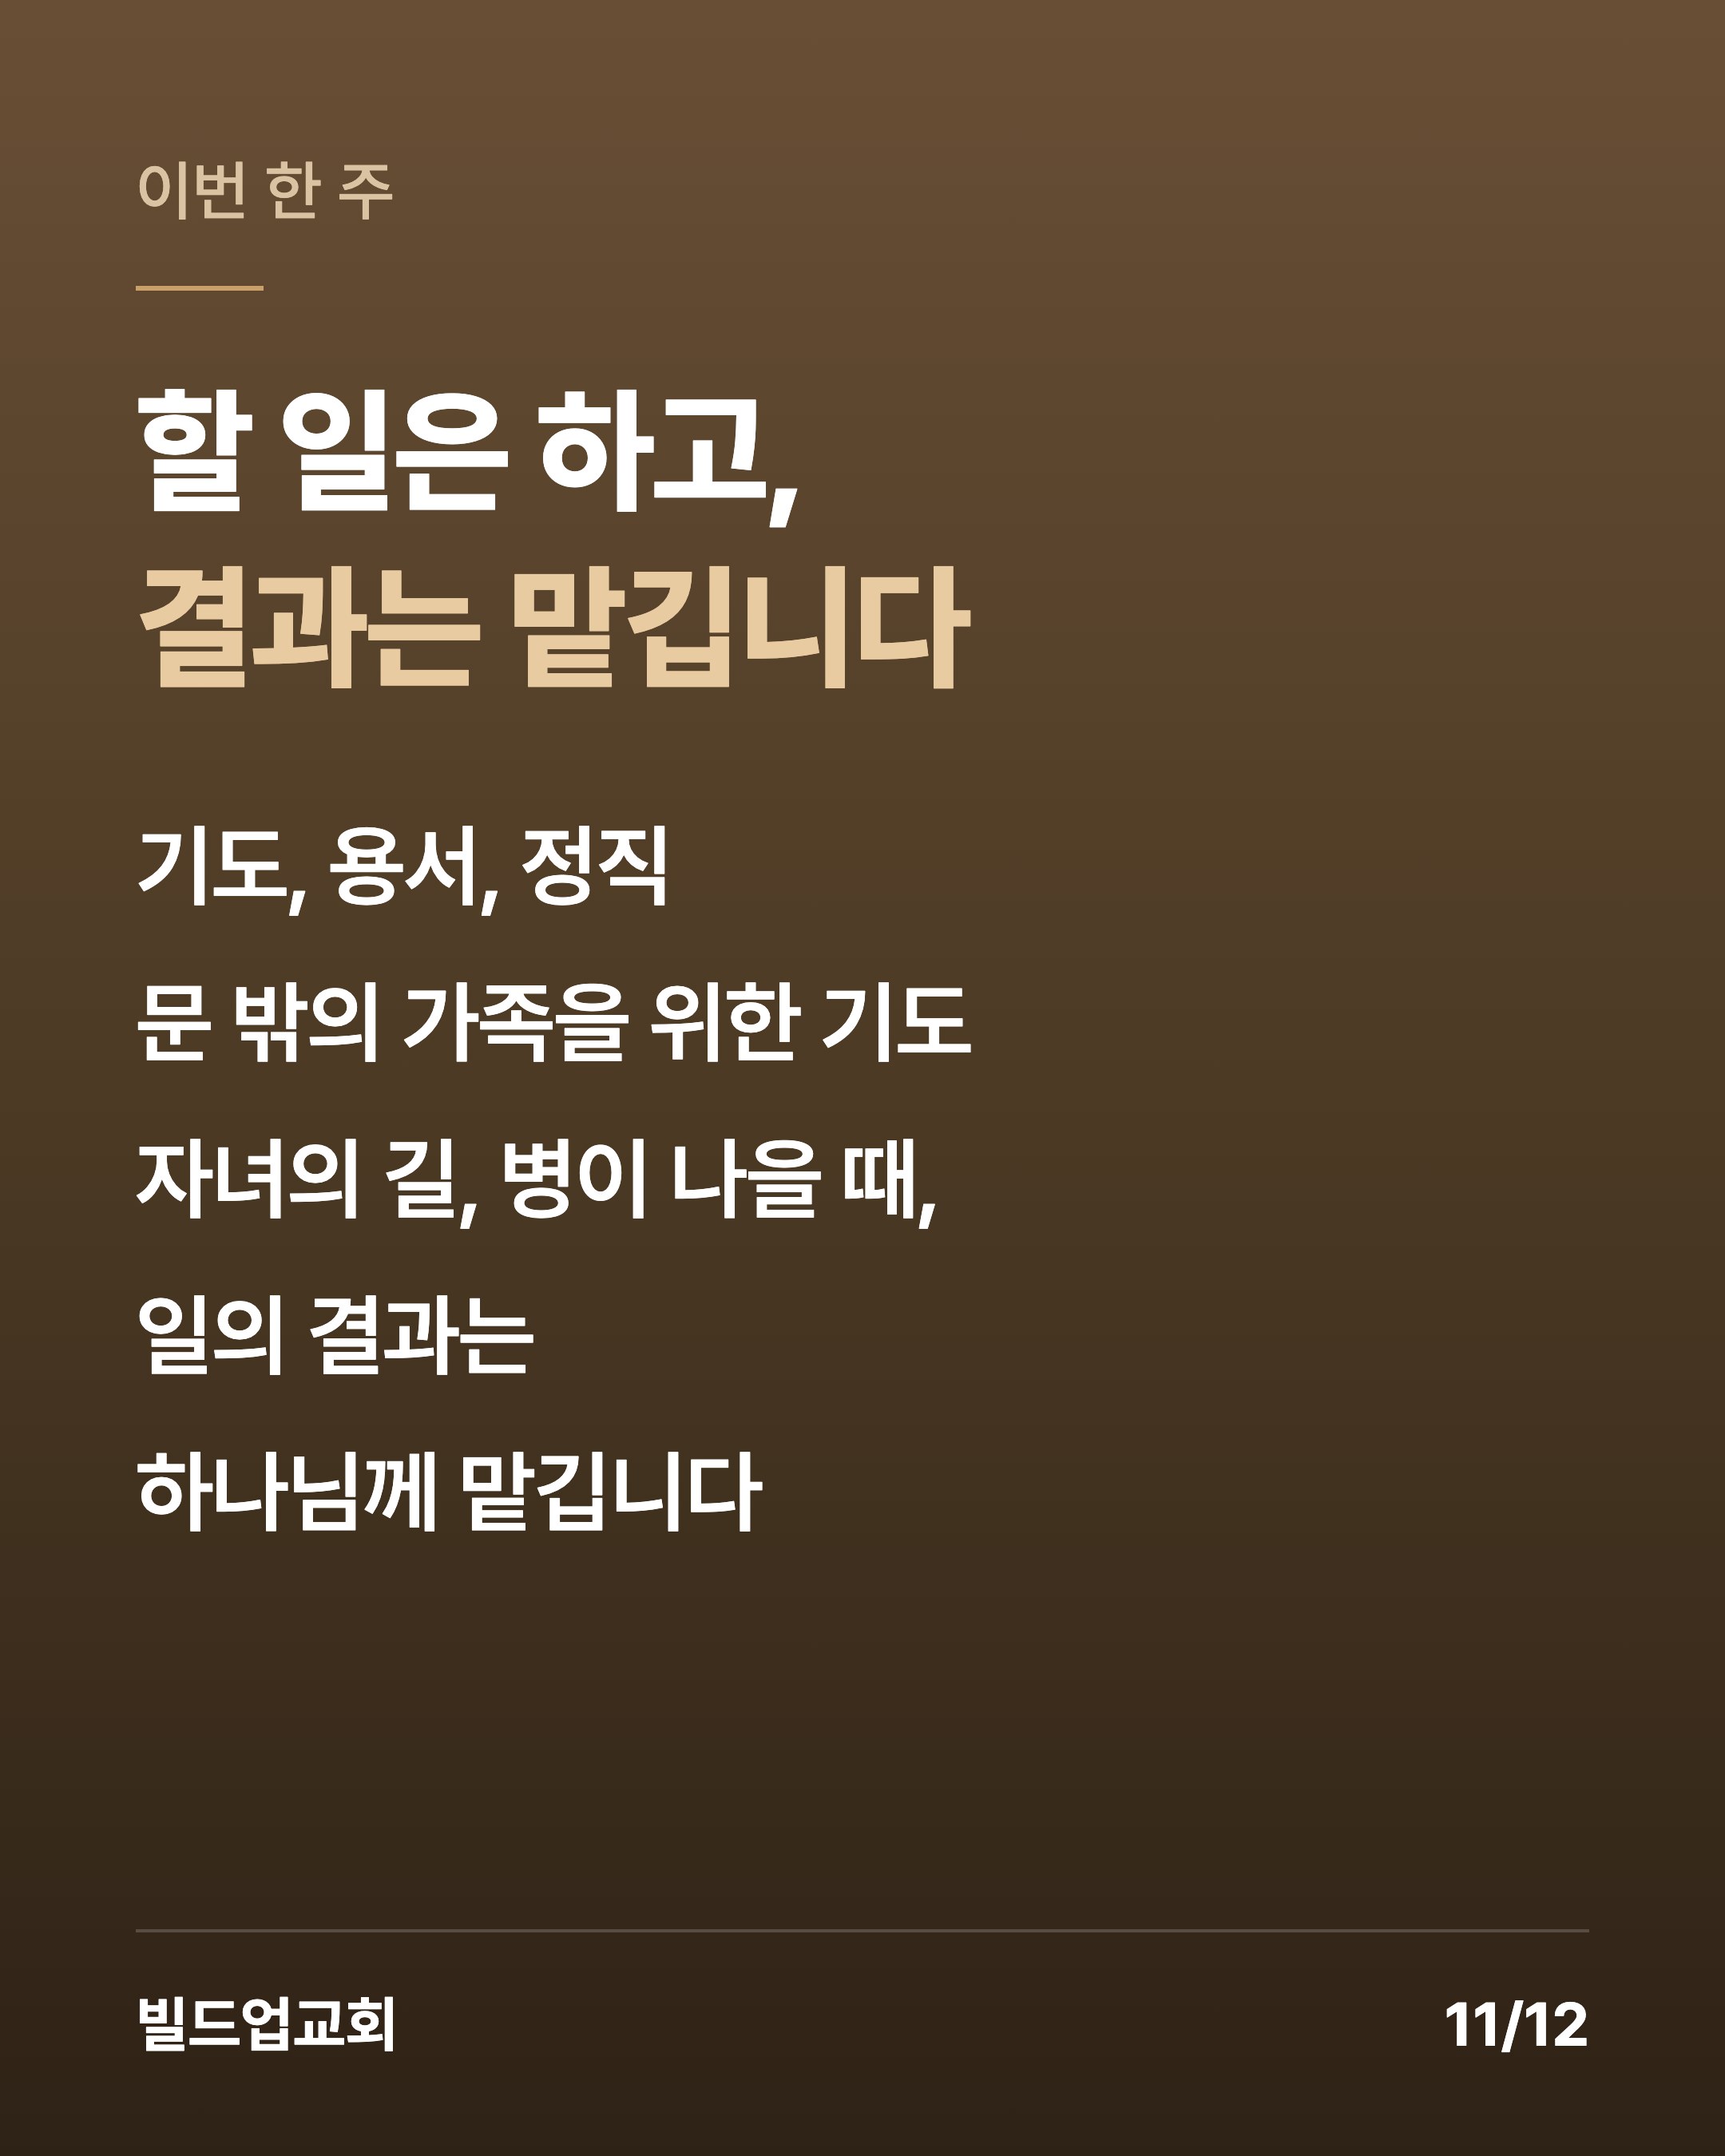 이번 한 주
할 일은 하고,
결과는 맡깁니다
기도, 용서, 정직
문 밖의 가족을 위한 기도
자녀의 길, 병이 나을 때,
일의 결과는
하나님께 맡깁니다
빌드업교회
11/12